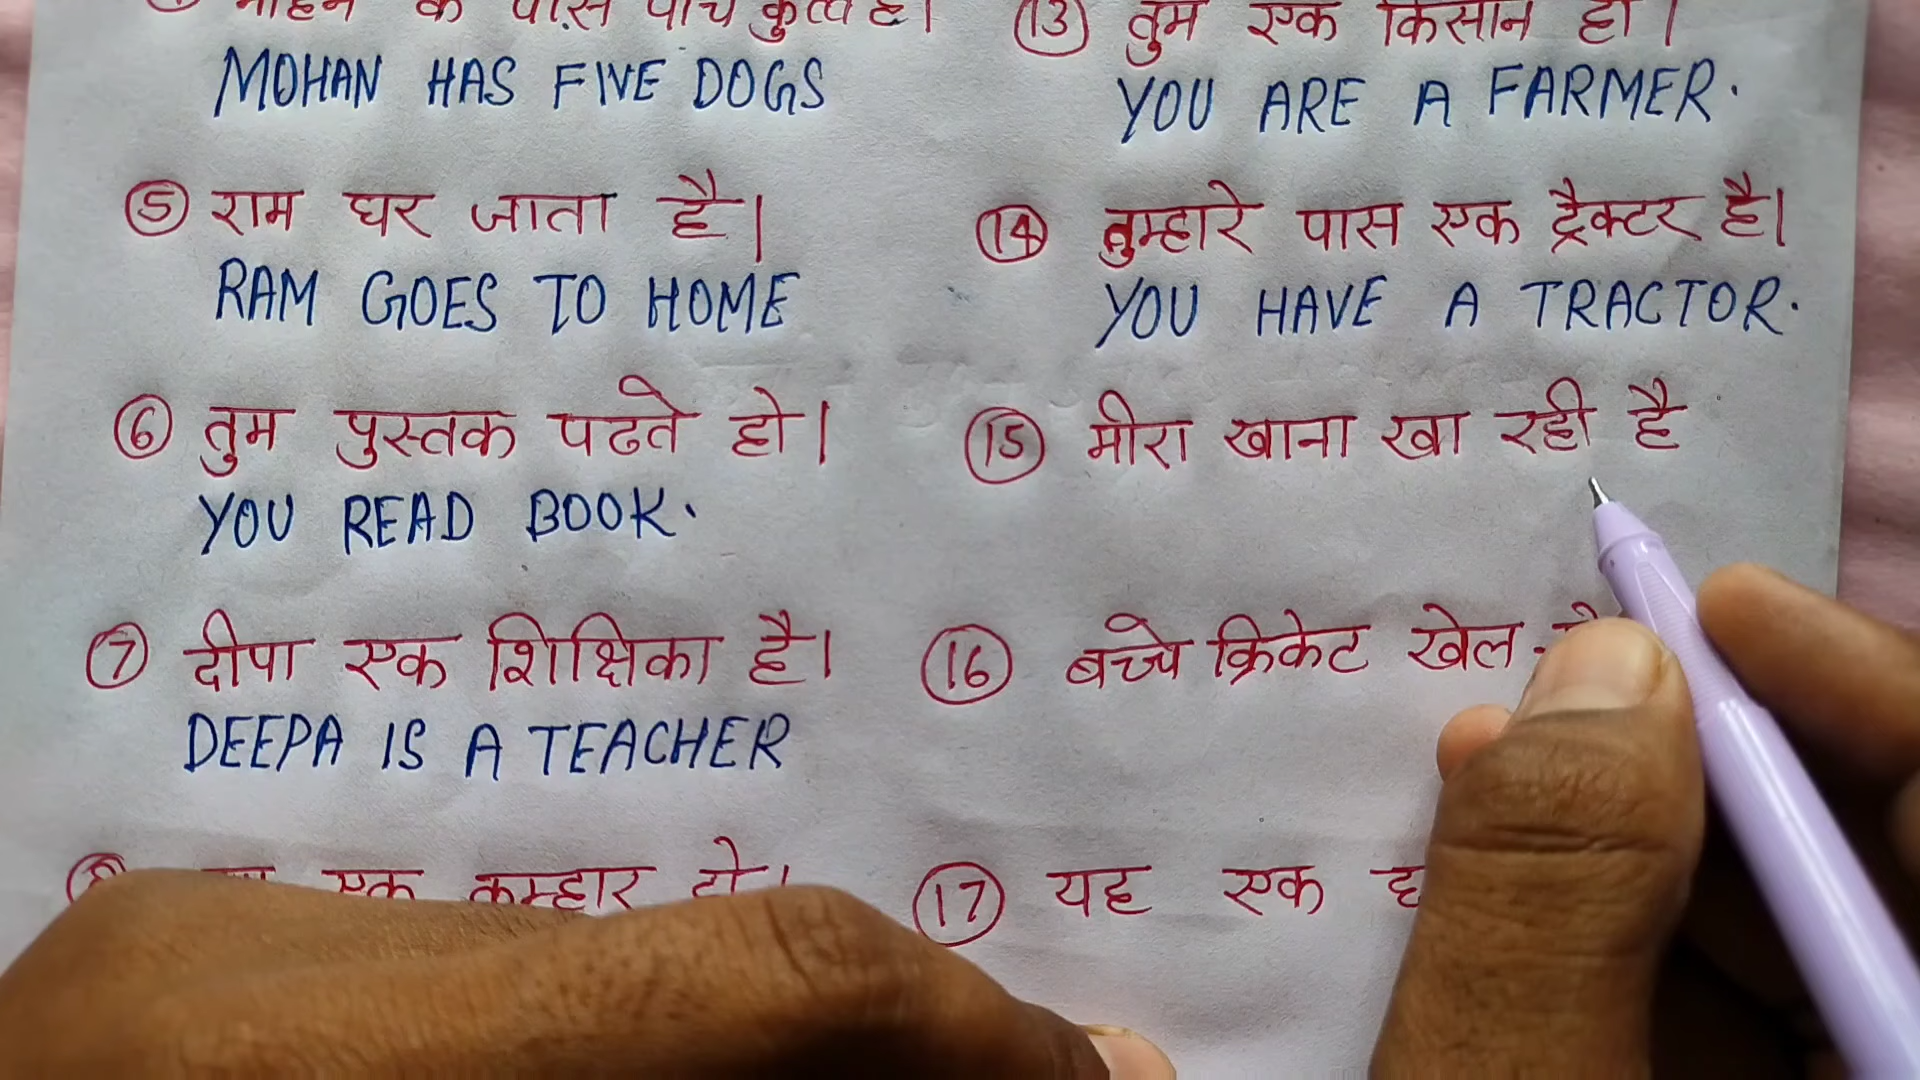 के पास पांच कुत्ते है।
MOHAN HAS FIVE DOGS
⑤ राम घर जाता है।
RAM GOES TO HOME
⑥ तुम पुस्तक पढते हो।
YOU READ BOOK.
⑦ दीपा एक शिक्षिका है।
DEEPA IS A TEACHER
एक कुम्हार हो।
⑬ तुम एक किसान हो।
YOU ARE A FARMER.
⑭ तुम्हारे पास एक ट्रैक्टर है।
YOU HAVE A TRACTOR.
⑮ मीरा खाना खा रही है
⑯ बच्चे क्रिकेट खेल
⑰ यह एक